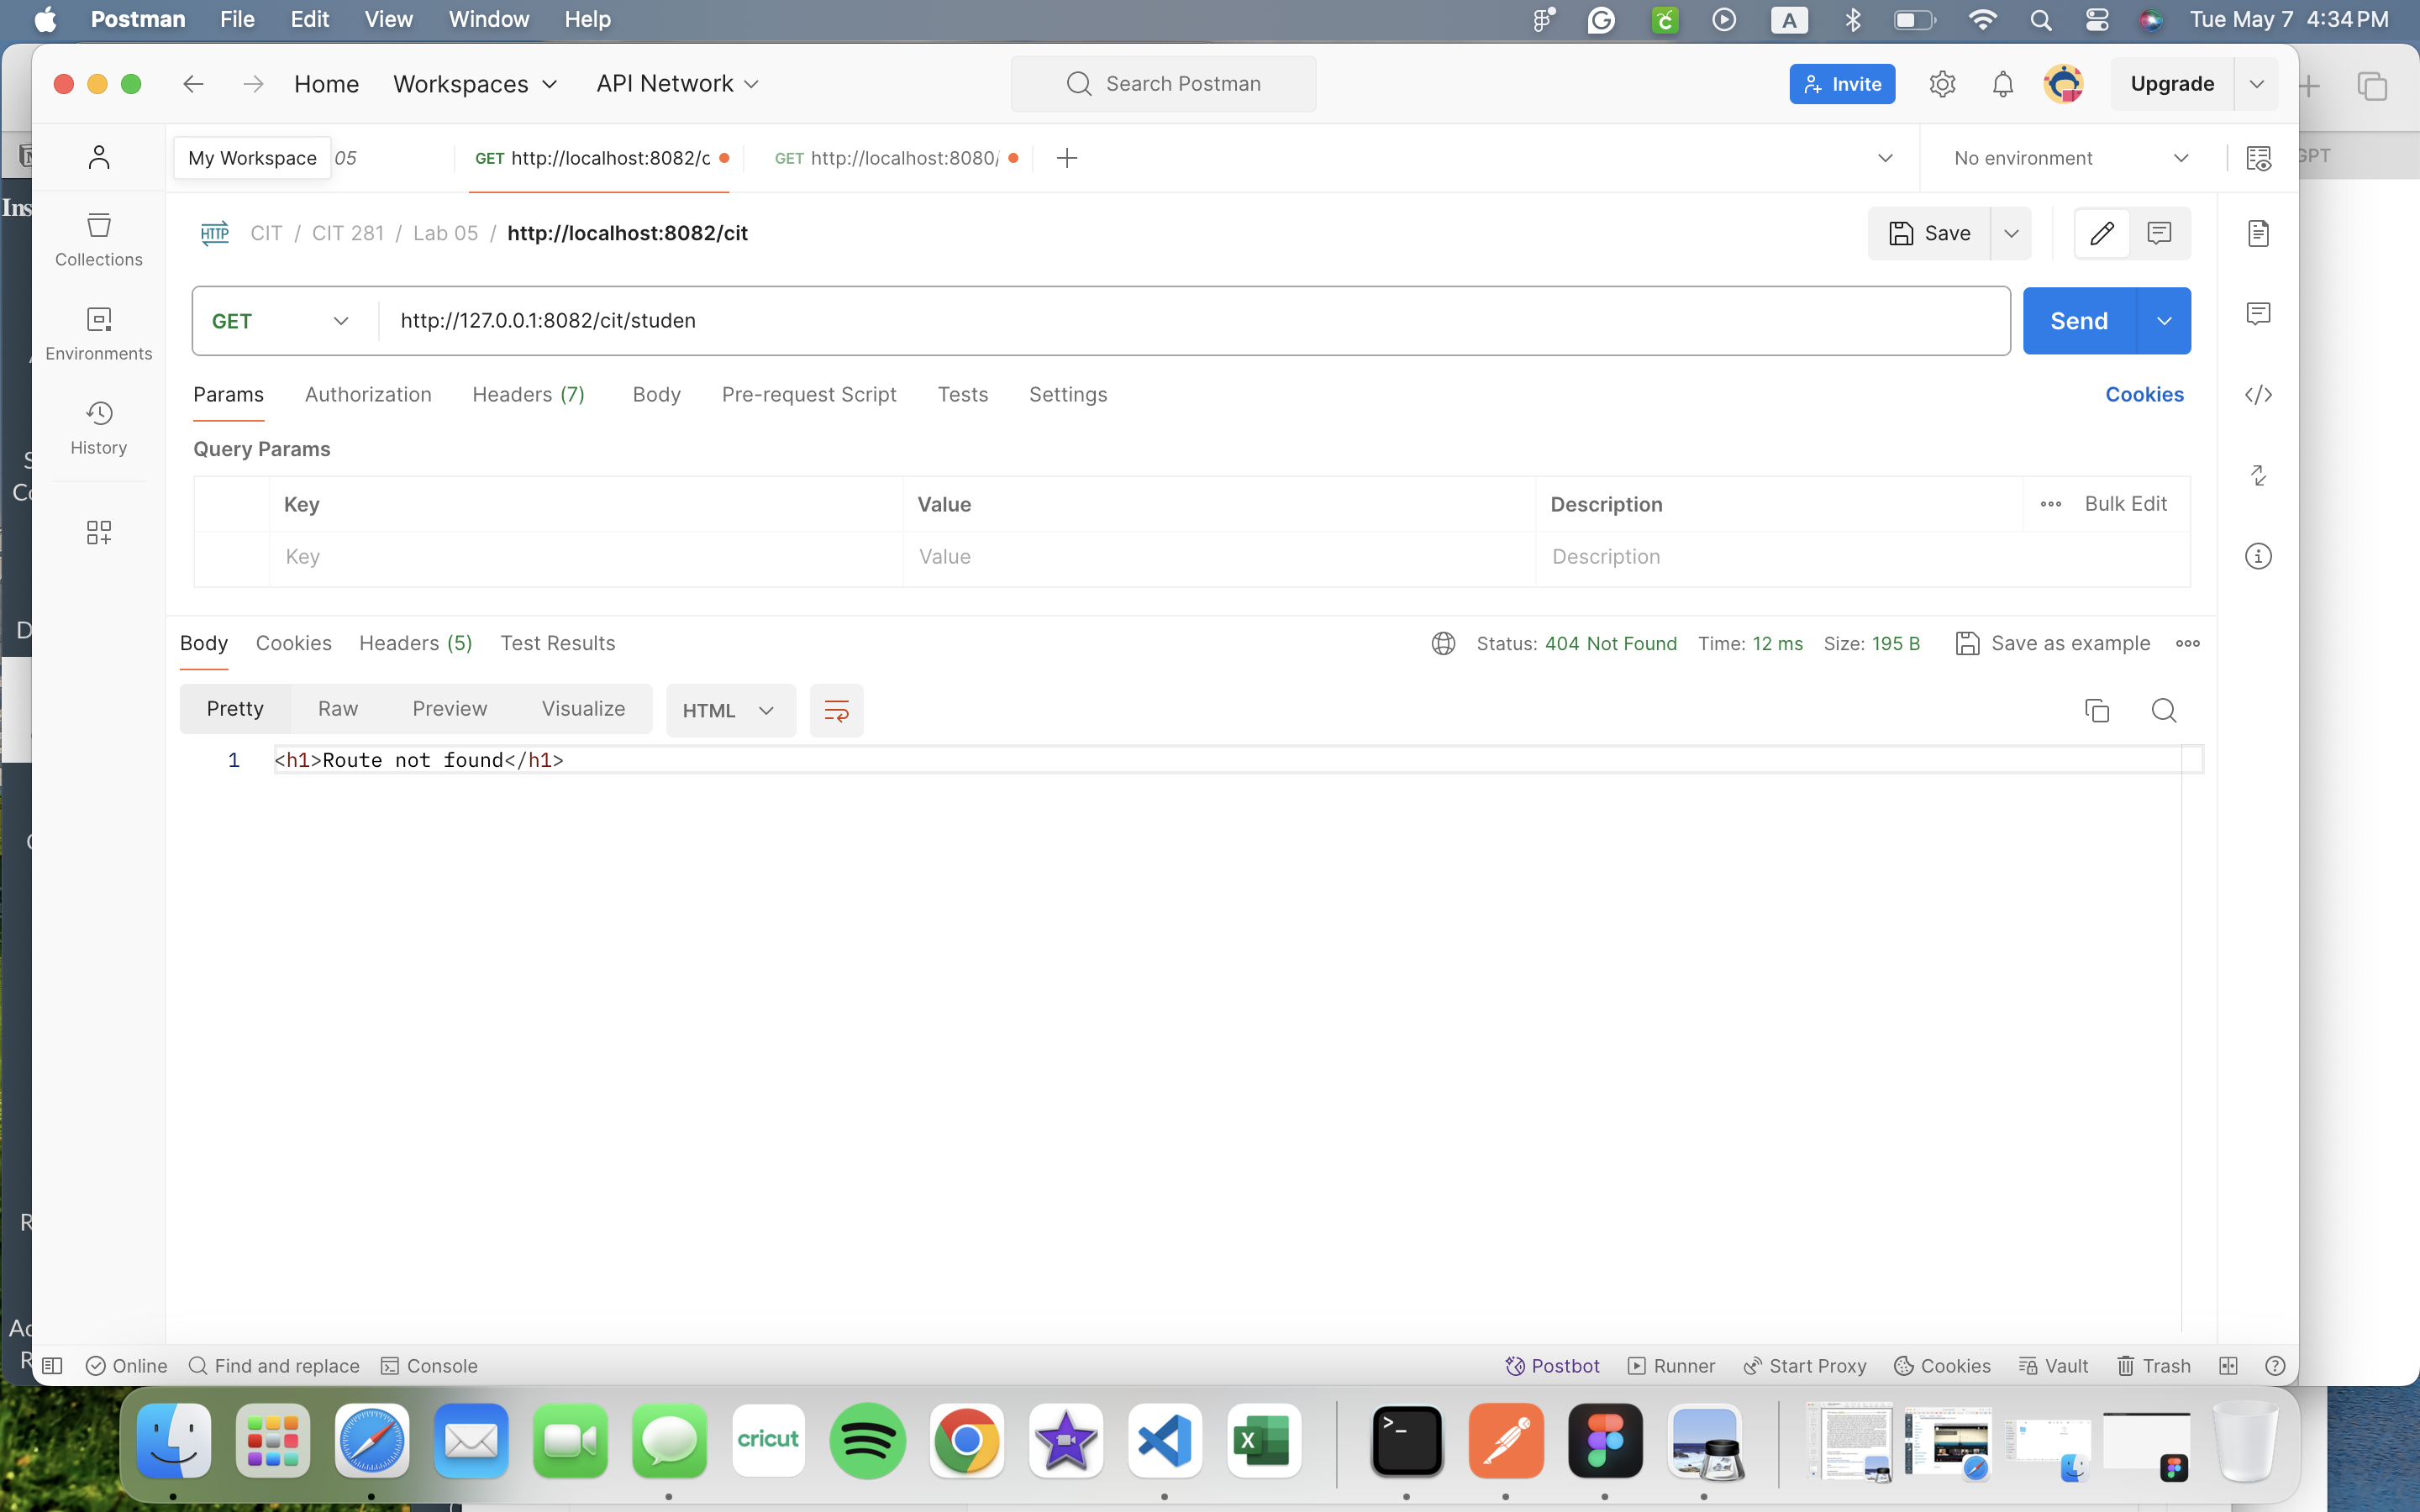 Postman File Edit View Window Help A Tue May 7 4:34 PM
Home Workspaces API Network Search Postman Invite Upgrade
My Workspace 05 GET http://localhost:8082/c GET http://localhost:8080/ No environment GPT
Ins
HTTP CIT / CIT 281 / Lab 05 / http://localhost:8082/cit Save
Collections
GET http://127.0.0.1:8082/cit/studen Send
Environments
Params Authorization Headers (7) Body Pre-request Script Tests Settings Cookies
History
Query Params
Key Value Description Bulk Edit
Key Value Description
Body Cookies Headers (5) Test Results Status: 404 Not Found Time: 12 ms Size: 195 B Save as example
Pretty Raw Preview Visualize HTML
1 <h1>Route not found</h1>
Online Find and replace Console Postbot Runner Start Proxy Cookies Vault Trash
cricut